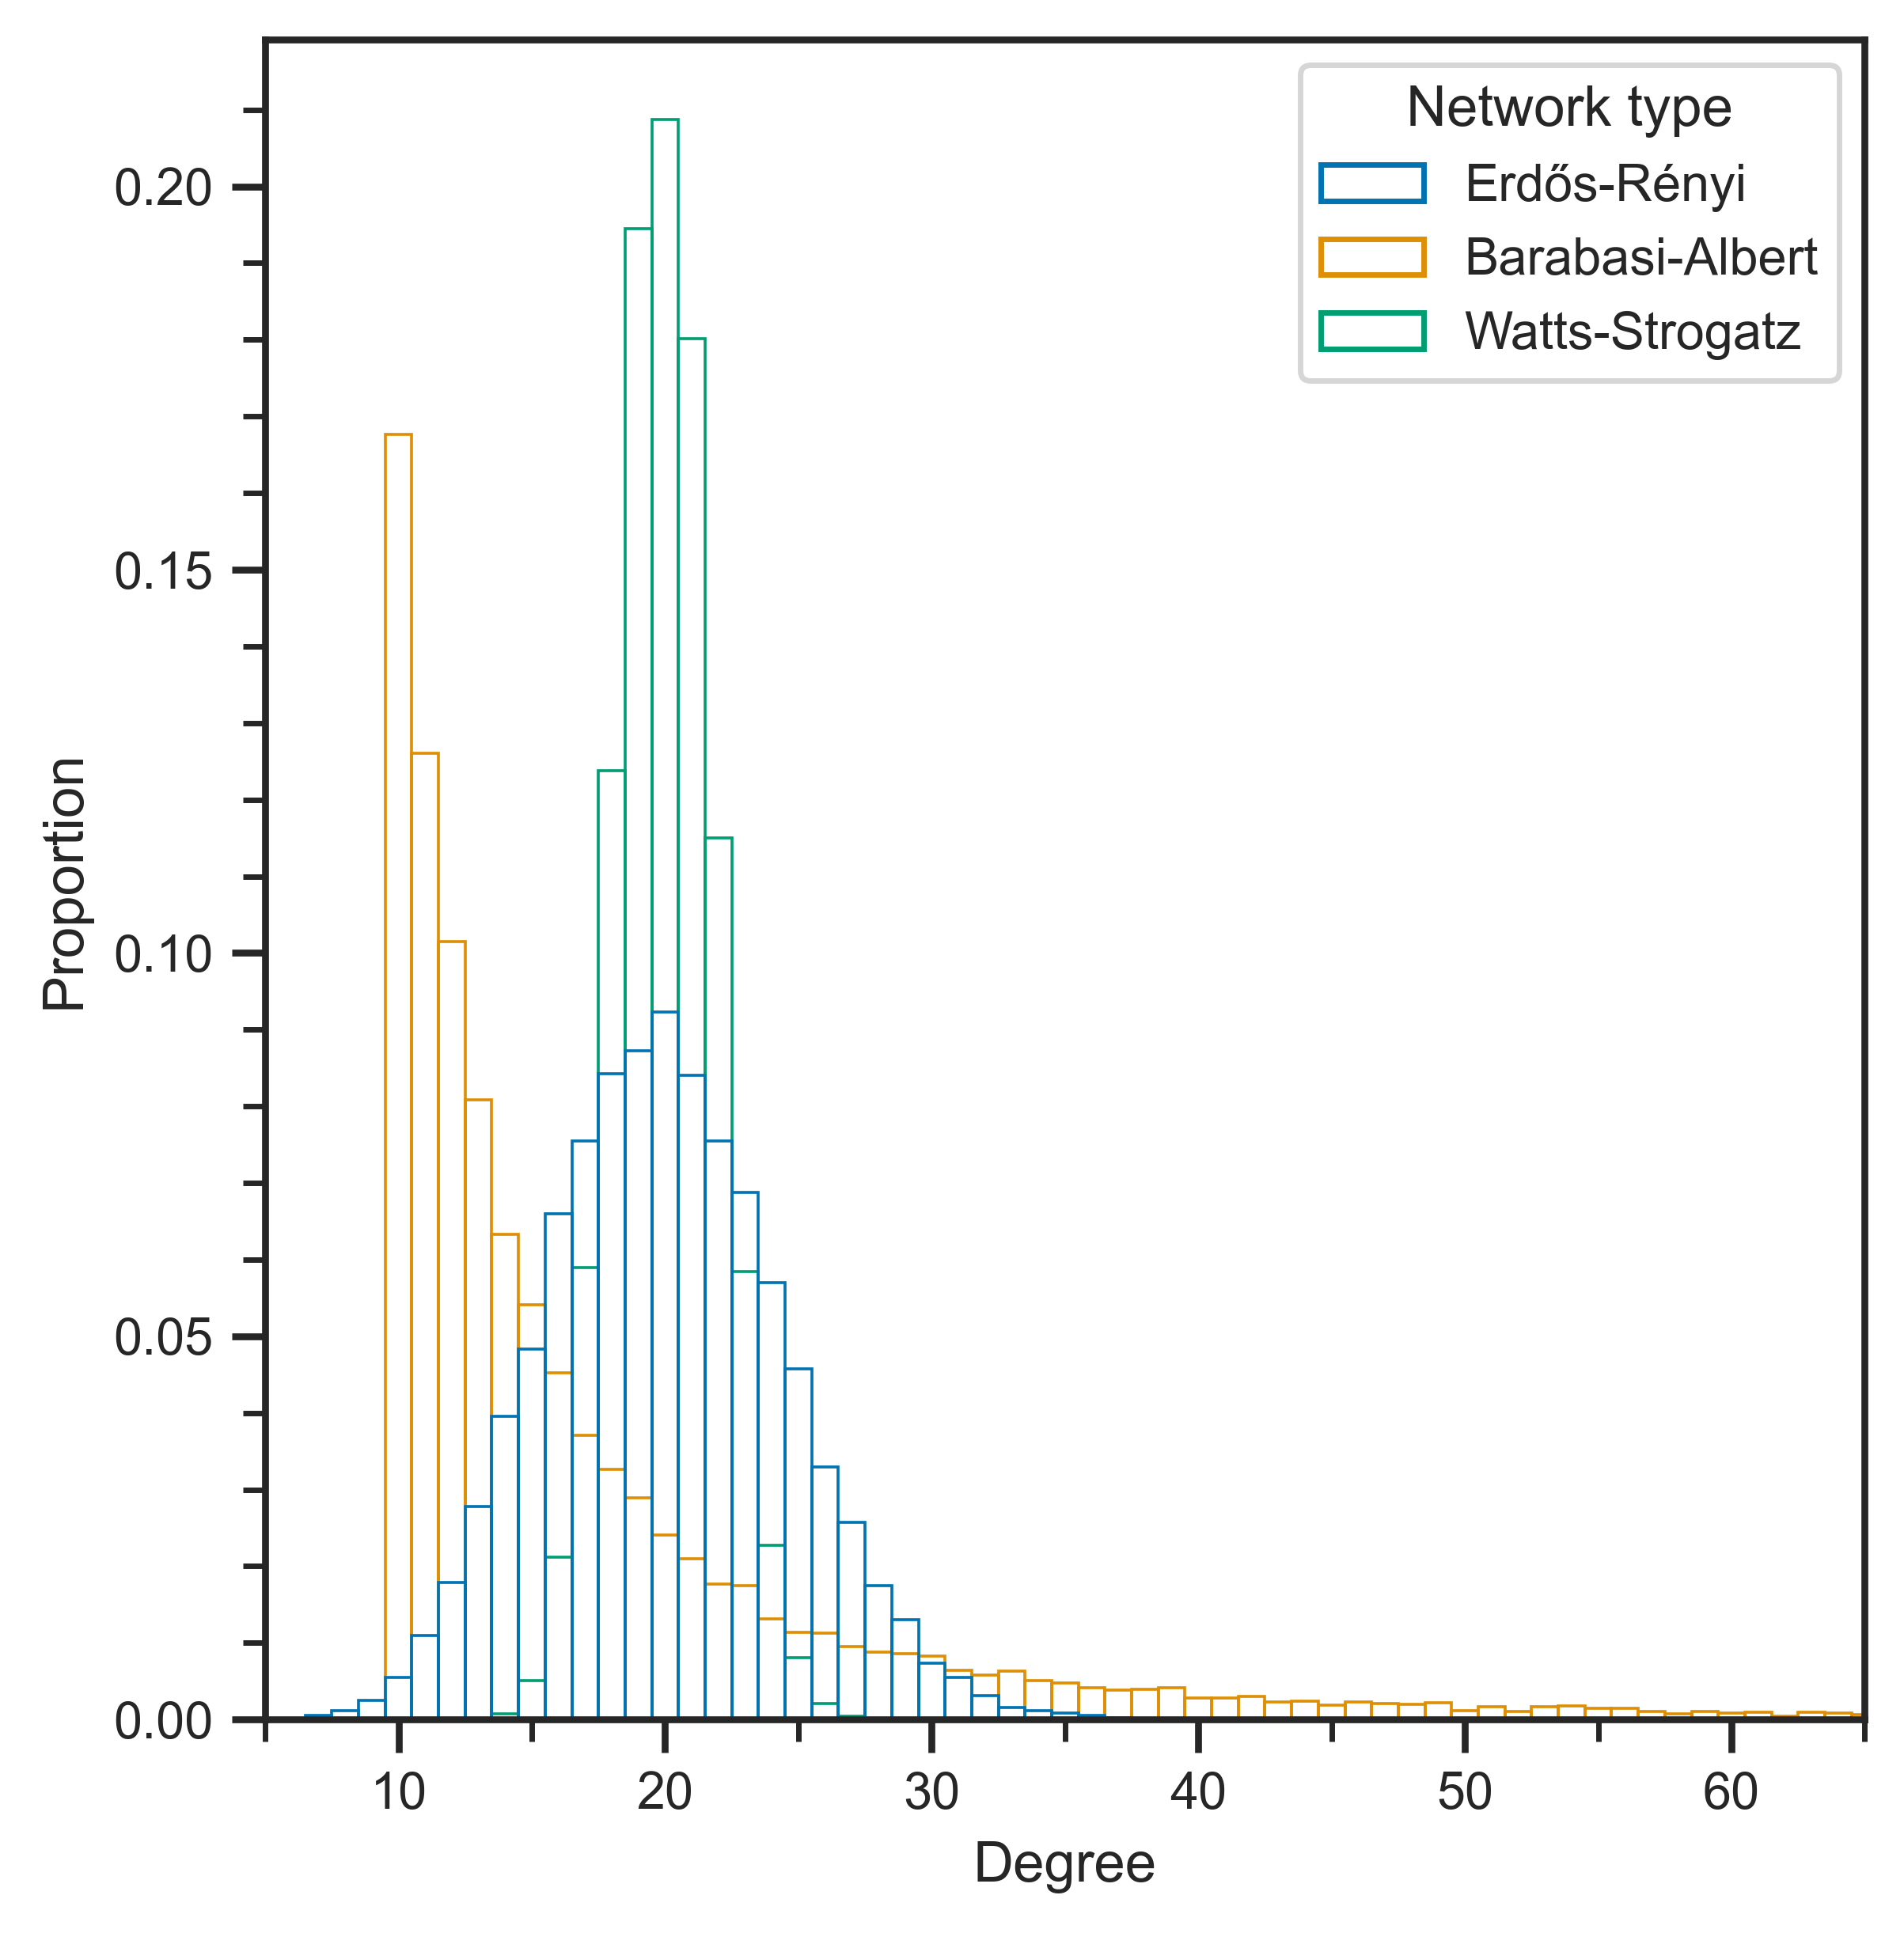 Network type
Erdős-Rényi
Barabasi-Albert
Watts-Strogatz
Proportion
0.20
0.15
0.10
0.05
0.00
10 20 30 40 50 60
Degree